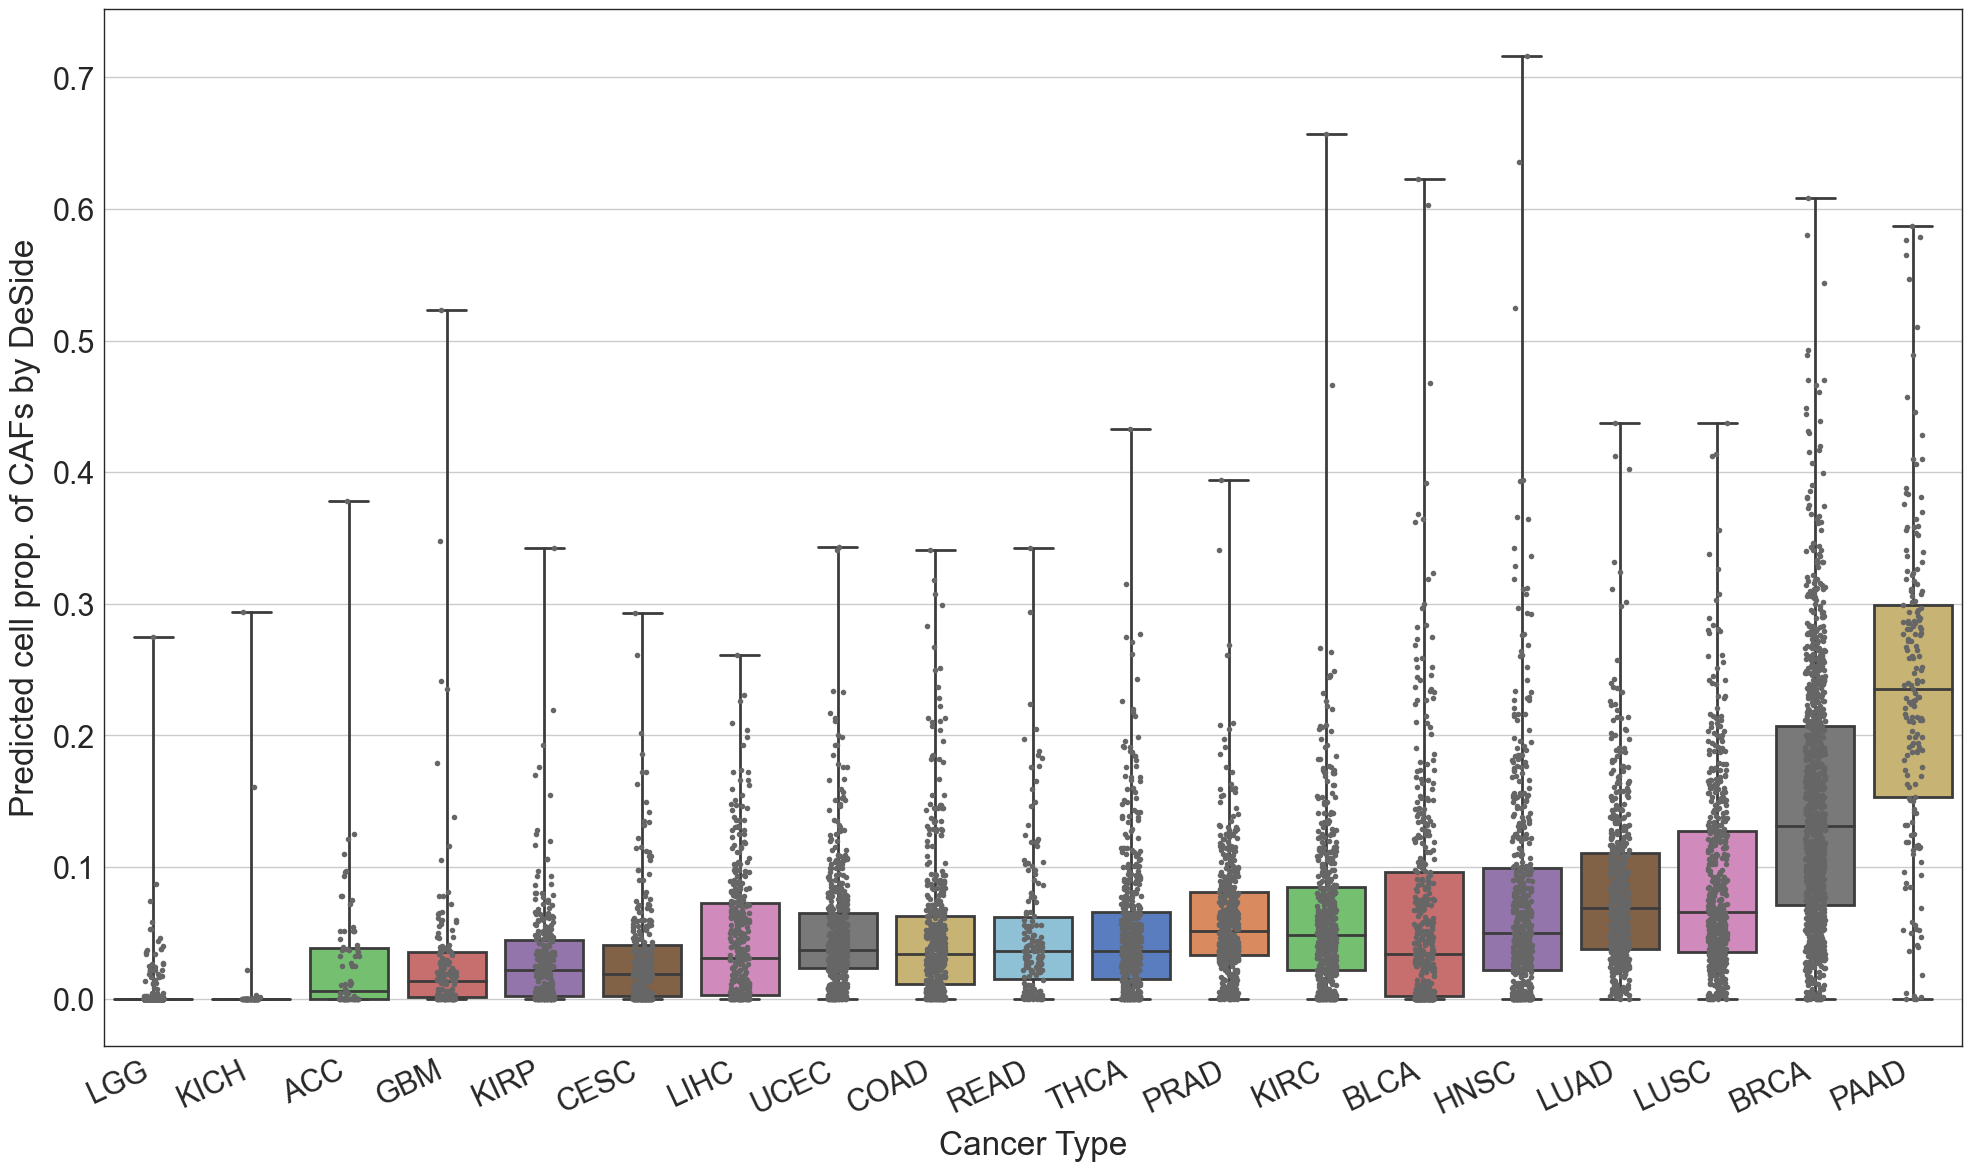 Predicted cell prop. of CAFs by DeSide
0.7
0.6
0.5
0.4
0.3
0.2
0.1
0.0
LGG KICH ACC GBM KIRP CESC LIHC UCEC COAD READ THCA PRAD KIRC BLCA HNSC LUAD LUSC BRCA PAAD
Cancer Type